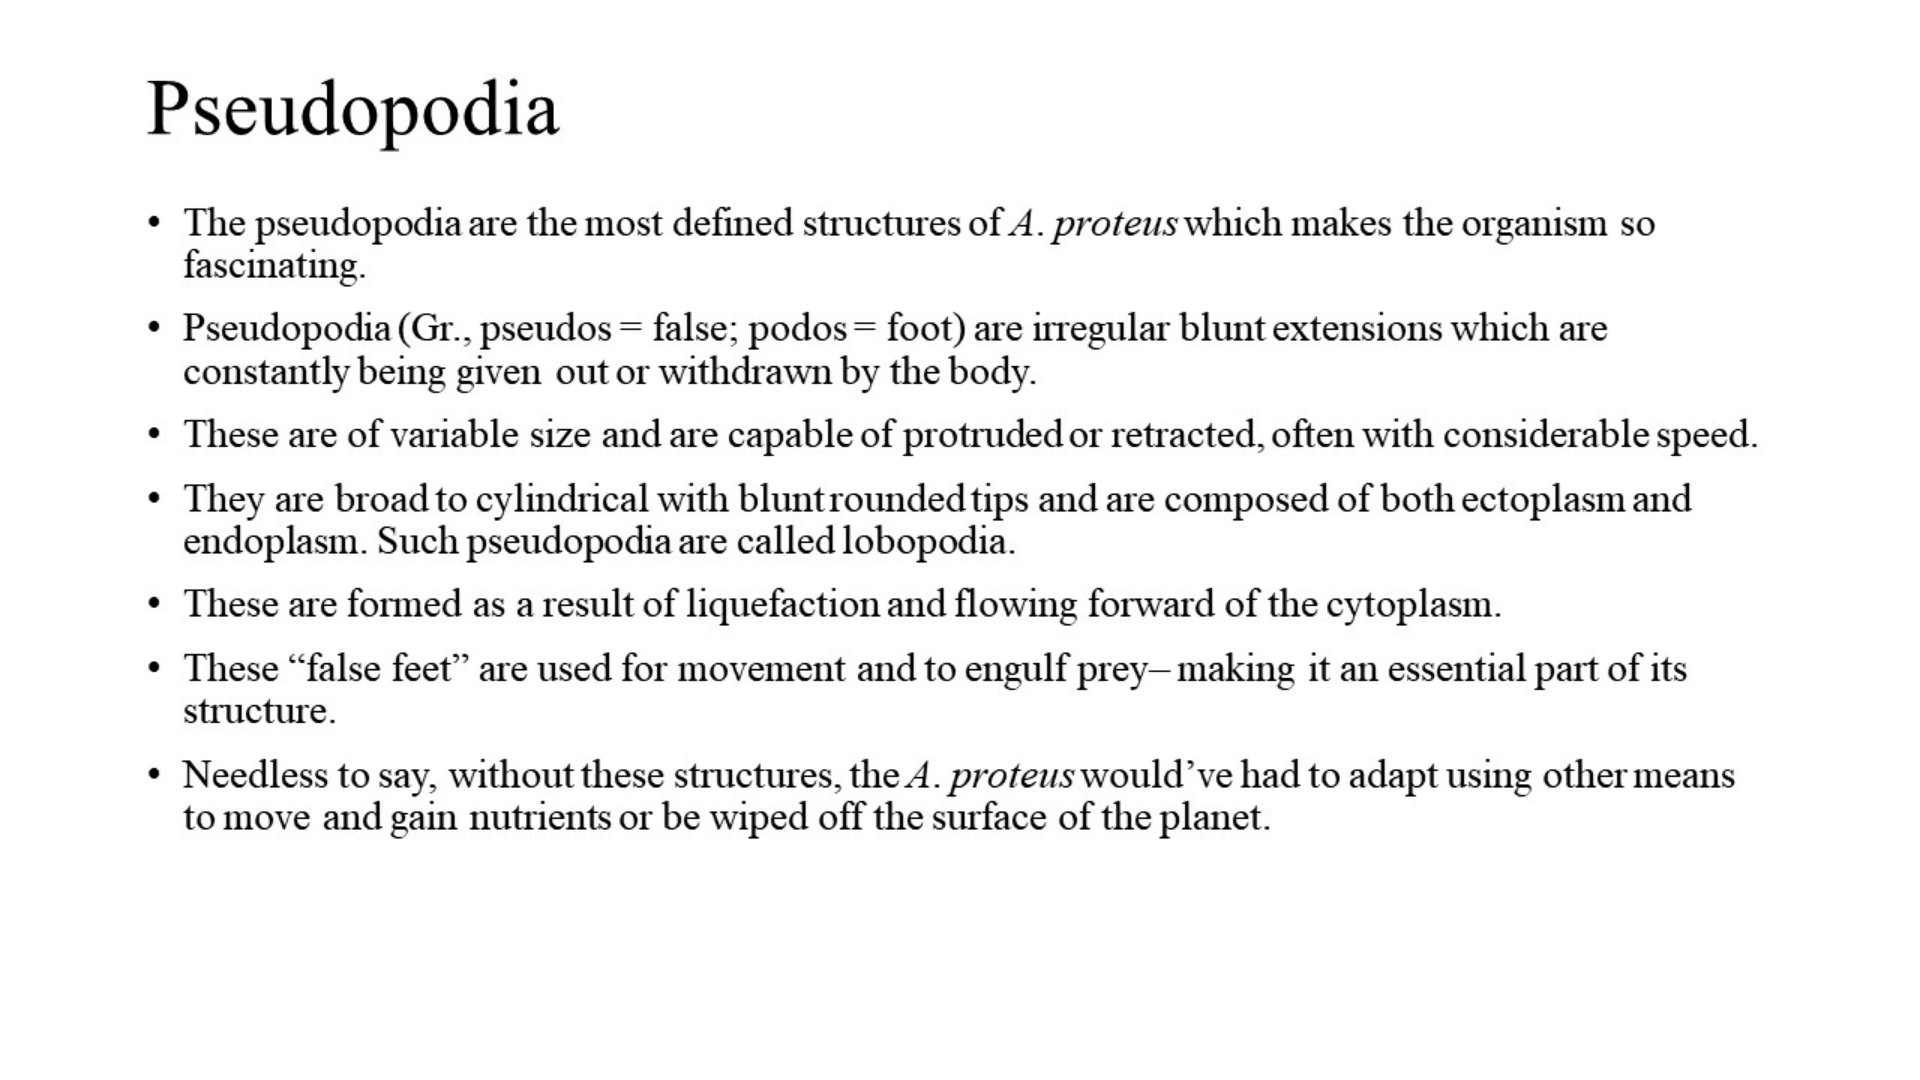 Pseudopodia
• The pseudopodia are the most defined structures of A. proteus which makes the organism so
fascinating.
• Pseudopodia (Gr., pseudos = false; podos = foot) are irregular blunt extensions which are
constantly being given out or withdrawn by the body.
• These are of variable size and are capable of protruded or retracted, often with considerable speed.
• They are broad to cylindrical with blunt rounded tips and are composed of both ectoplasm and
endoplasm. Such pseudopodia are called lobopodia.
• These are formed as a result of liquefaction and flowing forward of the cytoplasm.
• These “false feet” are used for movement and to engulf prey– making it an essential part of its
structure.
• Needless to say, without these structures, the A. proteus would’ve had to adapt using other means
to move and gain nutrients or be wiped off the surface of the planet.